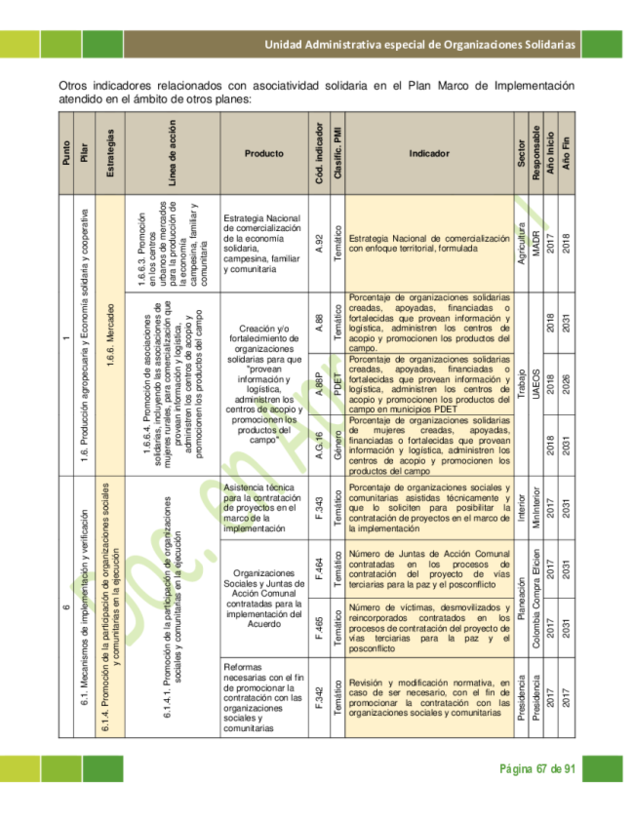 Unidad Administrativa especial de Organizaciones Solidarias
Otros indicadores relacionados con asociatividad solidaria en el Plan Marco de Implementación
atendido en el ámbito de otros planes:
Punto
Pilar
Estrategias
Línea de acción
Producto
Cód. indicador
Clasific. PMI
Indicador
Sector
Responsable
Año Inicio
Año Fin
1
1.6. Producción agropecuaria y Economía solidaria y cooperativa
1.6.6. Mercadeo
1.6.6.3. Promoción
en los centros
urbanos de mercados
para la producción de
la economía
campesina, familiar y
comunitaria
Estrategia Nacional
de comercialización
de la economía
solidaria,
campesina, familiar
y comunitaria
A.92
Temático
Estrategia Nacional de comercialización
con enfoque territorial, formulada
Agricultura
MADR
2017
2018
1.6.6.4. Promoción de asociaciones
solidarias, incluyendo las asociaciones de
mujeres rurales, para comercialización que
provean información y logística,
administren los centros de acopio y
promocionen los productos del campo
Creación y/o
fortalecimiento de
organizaciones
solidarias para que
"provean
información y
logística,
administren los
centros de acopio y
promocionen los
productos del
campo"
A.88
Temático
Porcentaje de organizaciones solidarias
creadas, apoyadas, financiadas o
fortalecidas que provean información y
logística, administren los centros de
acopio y promocionen los productos del
campo.
Trabajo
UAEOS
2018
2031
A.88P
PDET
Porcentaje de organizaciones solidarias
creadas, apoyadas, financiadas o
fortalecidas que provean información y
logística, administren los centros de
acopio y promocionen los productos del
campo en municipios PDET
2018
2026
A.G.16
Género
Porcentaje de organizaciones solidarias
de mujeres creadas, apoyadas,
financiadas o fortalecidas que provean
información y logística, administren los
centros de acopio y promocionen los
productos del campo
2018
2031
6
6.1. Mecanismos de implementación y verificación
6.1.4. Promoción de la participación de organizaciones sociales
y comunitarias en la ejecución
6.1.4.1. Promoción de la participación de organizaciones
sociales y comunitarias en la ejecución
Asistencia técnica
para la contratación
de proyectos en el
marco de la
implementación
F.343
Temático
Porcentaje de organizaciones sociales y
comunitarias asistidas técnicamente y
que lo soliciten para posibilitar la
contratación de proyectos en el marco de
la implementación
Interior
MinInterior
2017
2031
Organizaciones
Sociales y Juntas de
Acción Comunal
contratadas para la
implementación del
Acuerdo
F.464
Temático
Número de Juntas de Acción Comunal
contratadas en los procesos de
contratación del proyecto de vías
terciarias para la paz y el posconflicto
Planeación
Colombia Compra Eficien
2017
2031
F.465
Temático
Número de víctimas, desmovilizados y
reincorporados contratados en los
procesos de contratación del proyecto de
vías terciarias para la paz y el
posconflicto
2017
2031
Reformas
necesarias con el fin
de promocionar la
contratación con las
organizaciones
sociales y
comunitarias
F.342
Temático
Revisión y modificación normativa, en
caso de ser necesario, con el fin de
promocionar la contratación con las
organizaciones sociales y comunitarias
Presidencia
Presidencia
2017
2017
Página 67 de 91